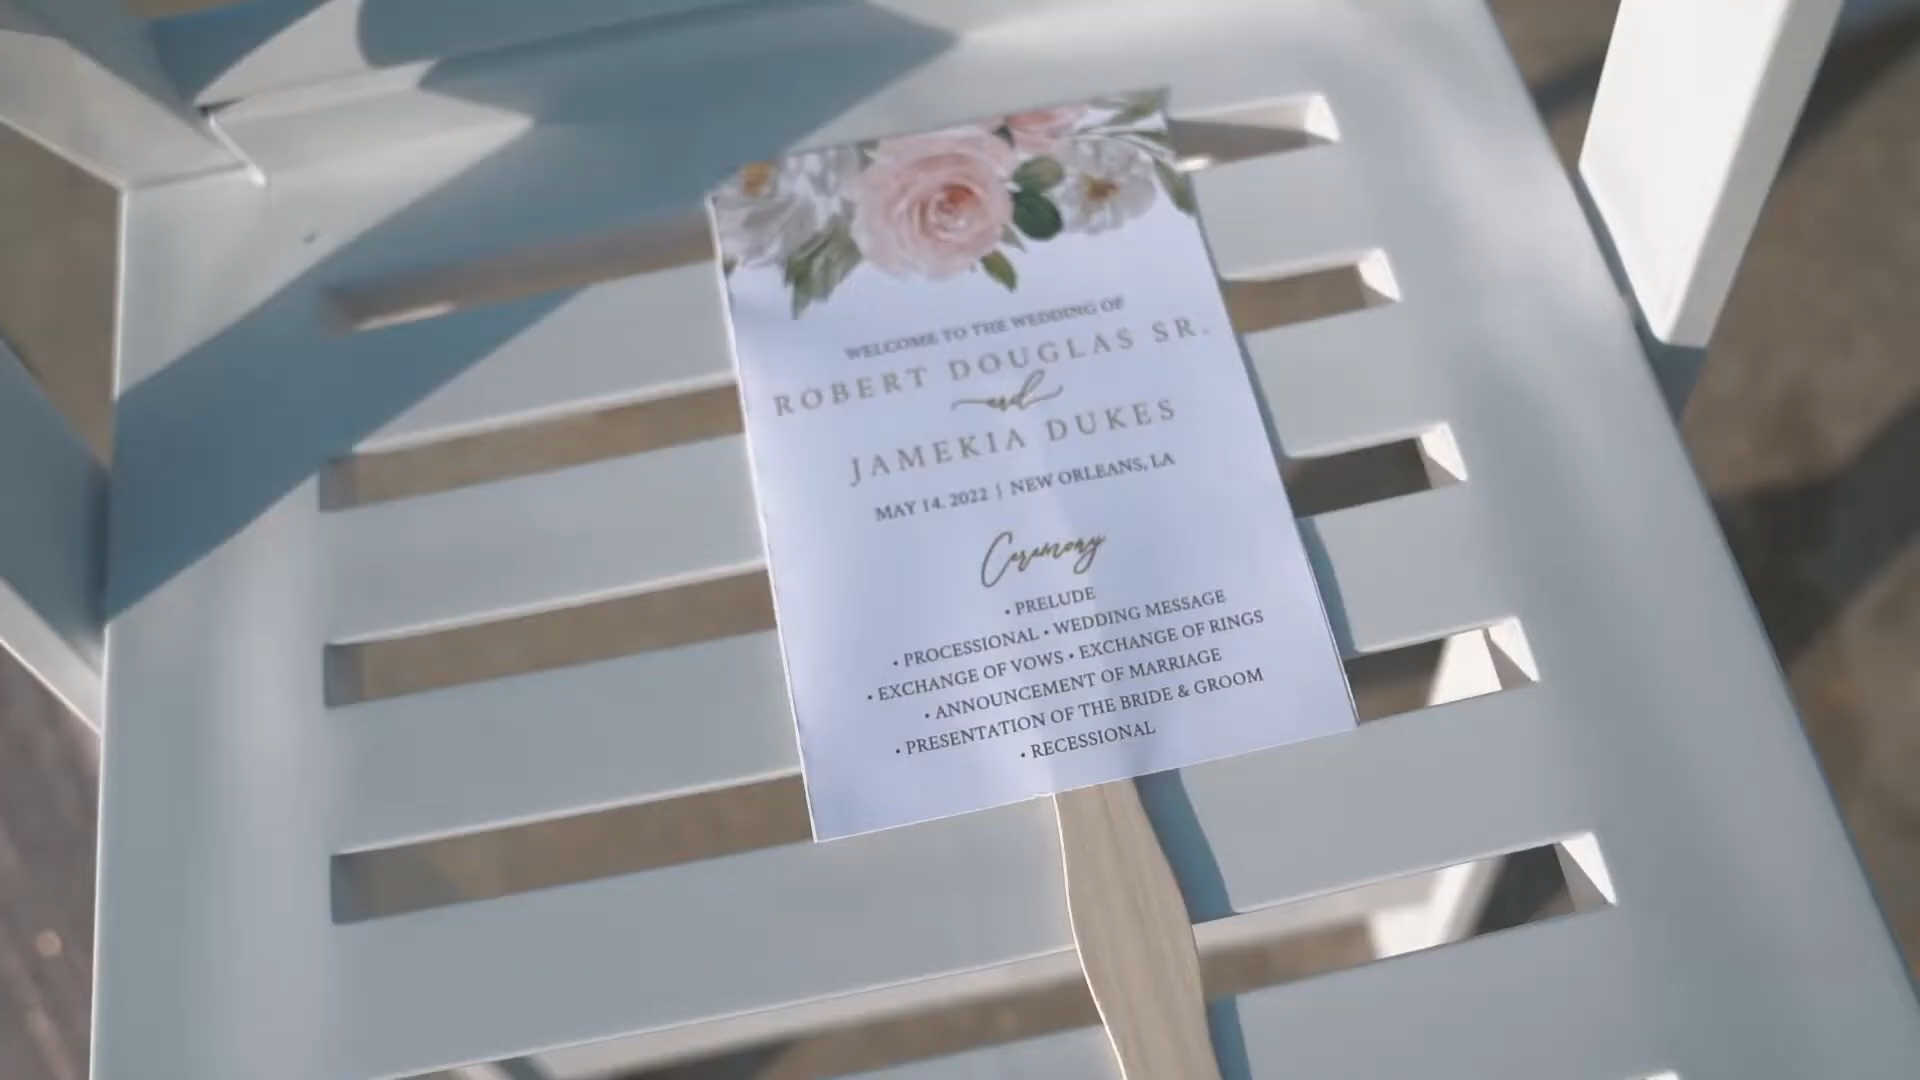 WELCOME TO THE WEDDING OF
ROBERT DOUGLAS SR.
and
JAMEKIA DUKES
MAY 14, 2022 | NEW ORLEANS, LA
Ceremony
• PRELUDE
• PROCESSIONAL • WEDDING MESSAGE
• EXCHANGE OF VOWS • EXCHANGE OF RINGS
• ANNOUNCEMENT OF MARRIAGE
• PRESENTATION OF THE BRIDE & GROOM
• RECESSIONAL